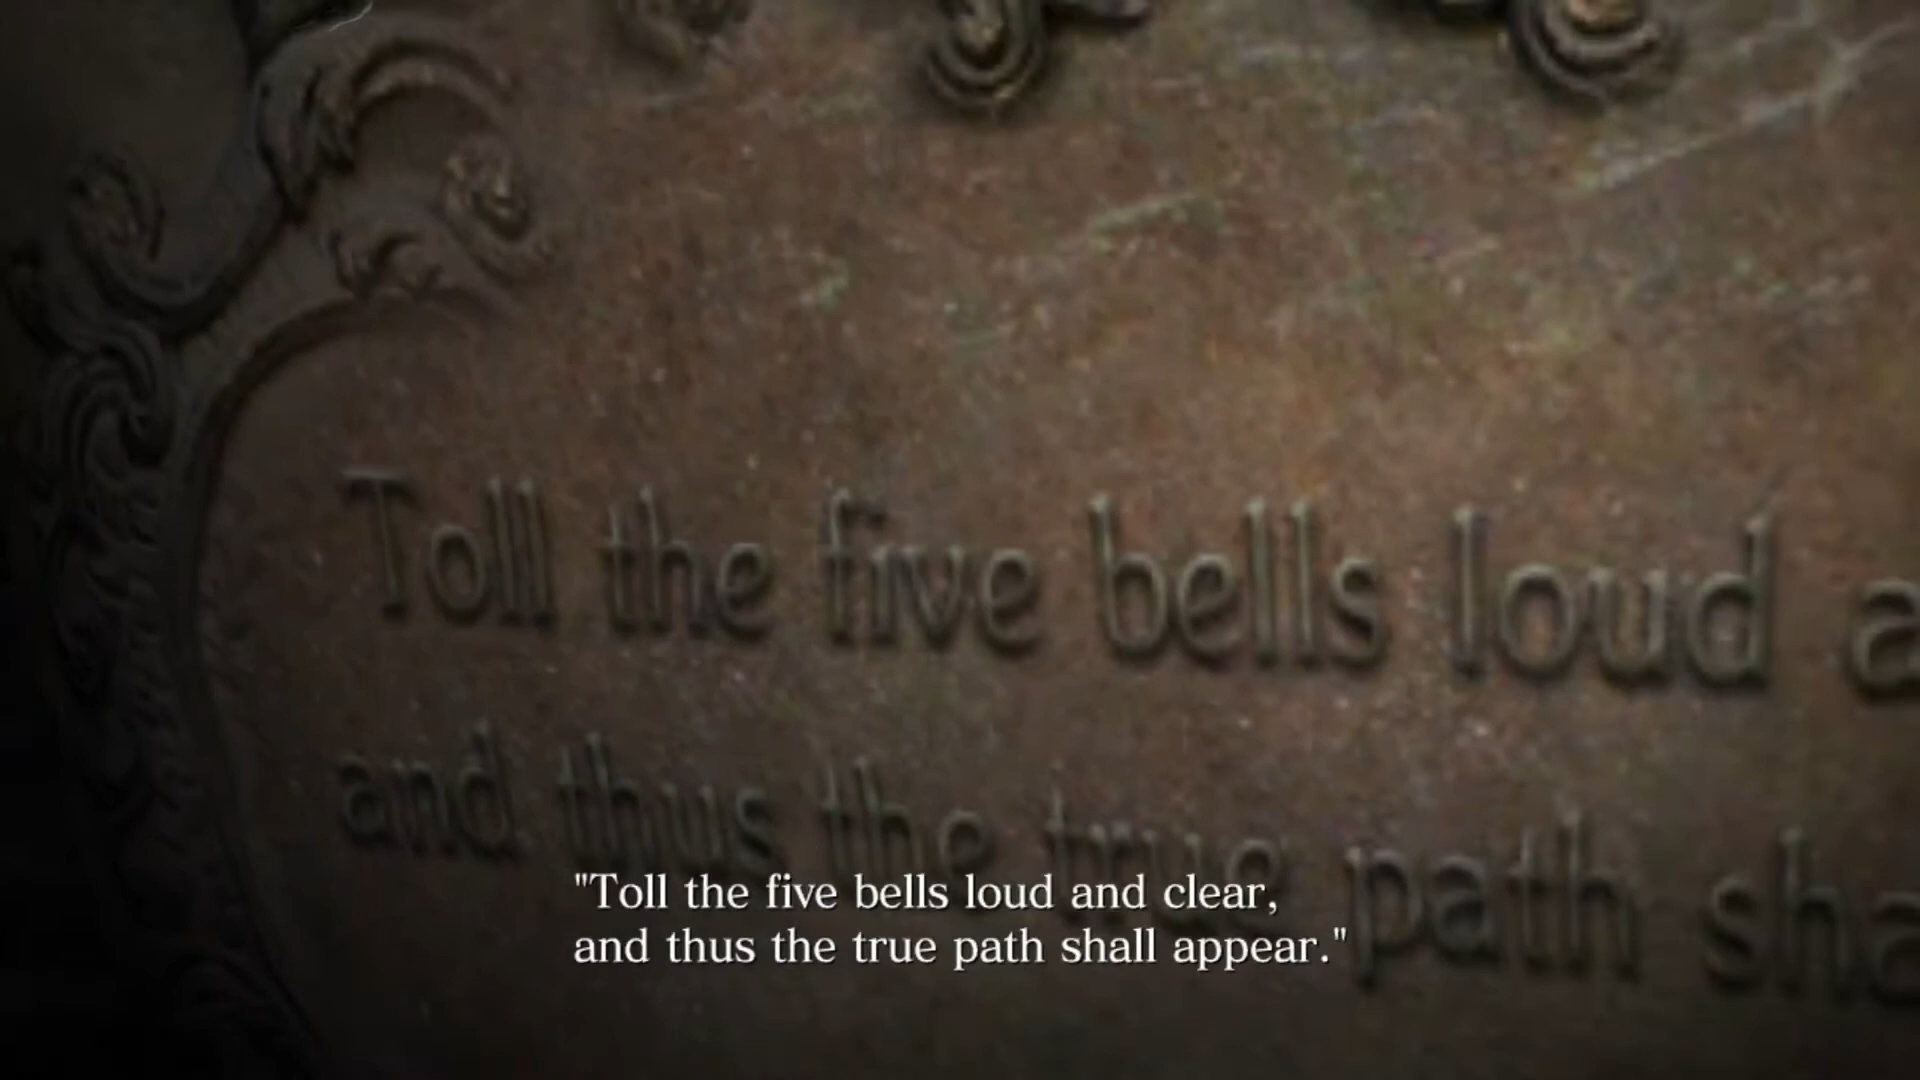 Toll the five bells loud a
and thus the true path sha
"Toll the five bells loud and clear,
and thus the true path shall appear."